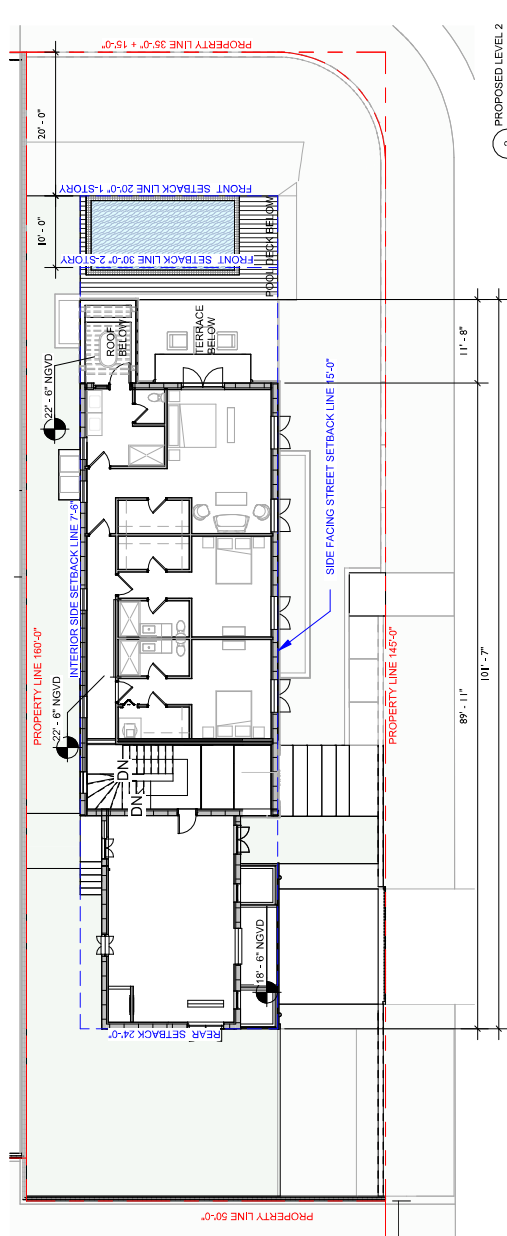 PROPERTY LINE 35'-0" + 15'-0"
PROPOSED LEVEL 2
20' - 0"
FRONT SETBACK LINE 20'-0" 1-STORY
10' - 0"
FRONT SETBACK LINE 30'-0" 2-STORY
POOL DECK BELOW
ROOF
BELOW
TERRACE
BELOW
11' - 8"
22' - 6" NGVD
SIDE FACING STREET SETBACK LINE 15'-0"
INTERIOR SIDE SETBACK LINE 7'-6"
PROPERTY LINE 160'-0"
22' - 6" NGVD
PROPERTY LINE 145'-0"
101' - 7"
89' - 11"
DN
DN
18' - 6" NGVD
REAR SETBACK 24'-0"
PROPERTY LINE 50'-0"